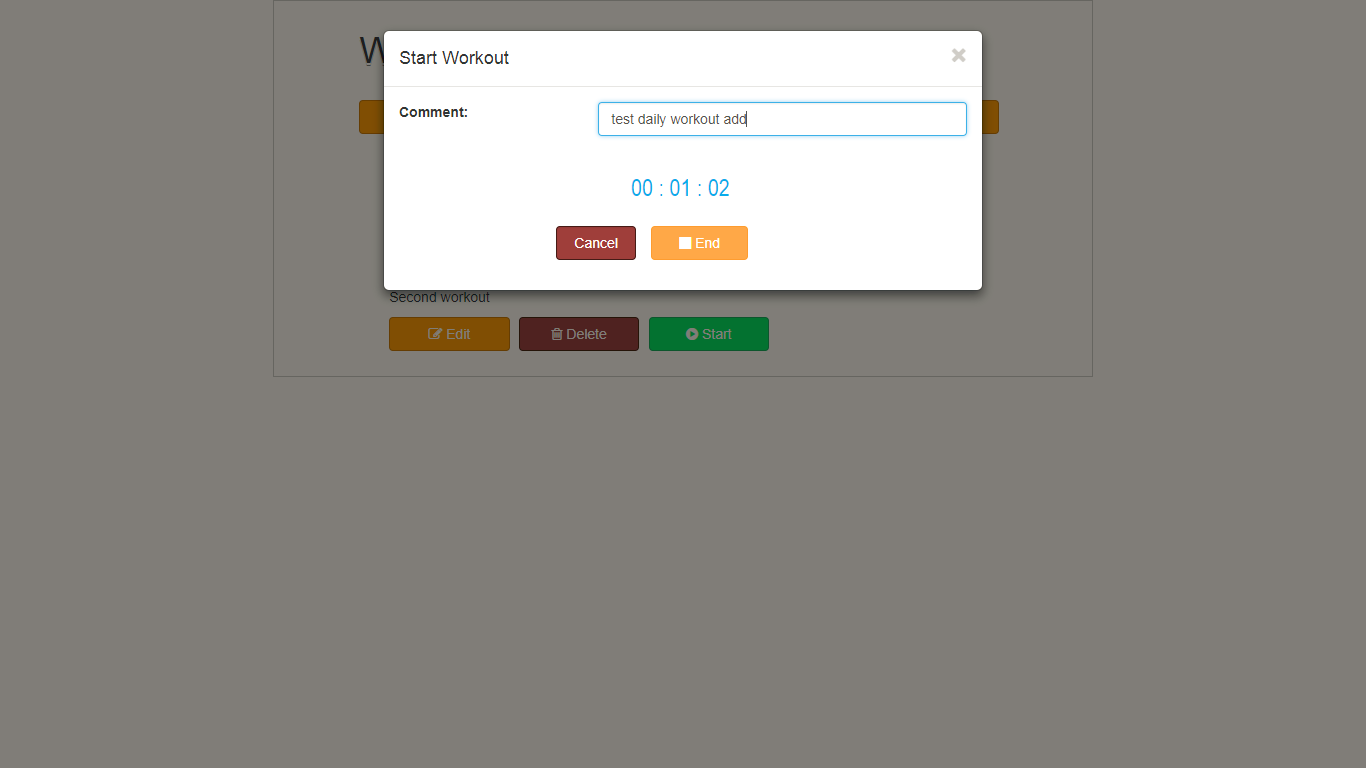 Start Workout
Comment:
test daily workout add
00 : 01 : 02
Cancel
End
Second workout
Edit
Delete
Start